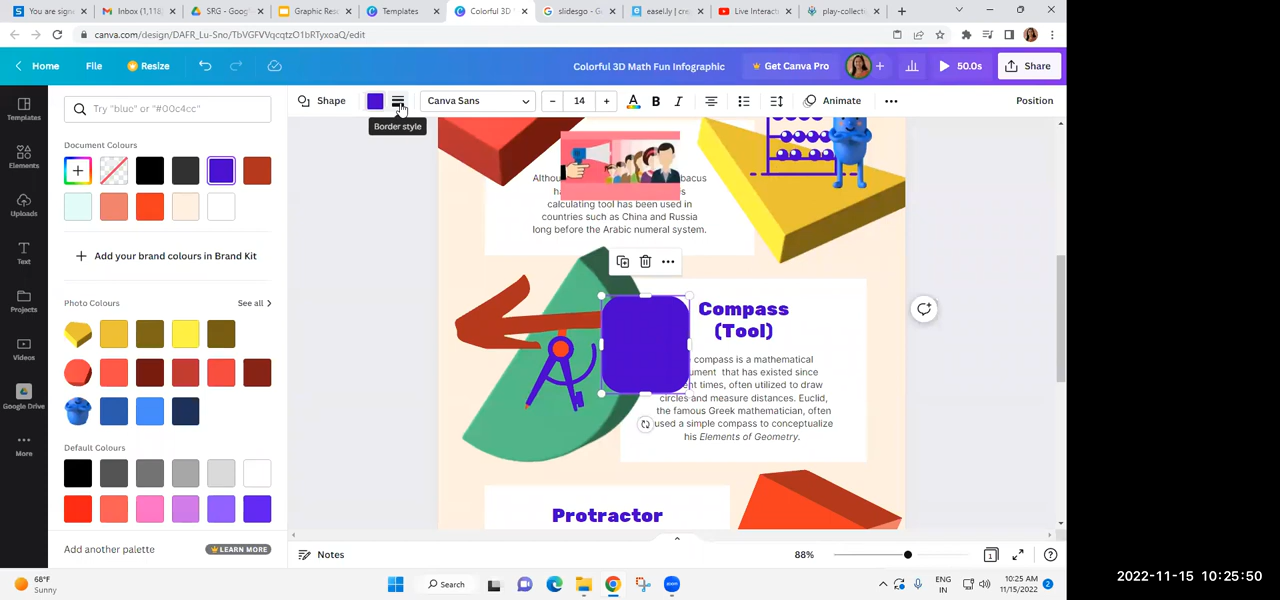 You are sign
Inbox (1,118)
SRG - Googl
Graphic Res
Templates
Colorful 3D
slidesgo - G
easel.ly | cre
Live Interact
play-collect
canva.com/design/DAFR_Lu-Sno/TbVGFVVqcqtzO1bRTyxoaQ/edit
Home
File
Resize
Colorful 3D Math Fun Infographic
Get Canva Pro
50.0s
Share
Try "blue" or "#00c4cc"
Shape
Canva Sans
14
A
B
I
Animate
Position
Border style
Templates
Elements
Uploads
Text
Projects
Videos
Google Drive
More
Document Colours
Add your brand colours in Brand Kit
Photo Colours
See all
Default Colours
Add another palette
LEARN MORE
calculating tool has been used in
countries such as China and Russia
long before the Arabic numeral system.
Compass
(Tool)
compass is a mathematical
that has existed since
times, often utilized to draw
circles and measure distances. Euclid,
the famous Greek mathematician, often
used a simple compass to conceptualize
his Elements of Geometry.
Protractor
Notes
88%
1
68°F
Sunny
Search
zoom
ENG
IN
10:25 AM
11/15/2022
2
2022-11-15 10:25:50